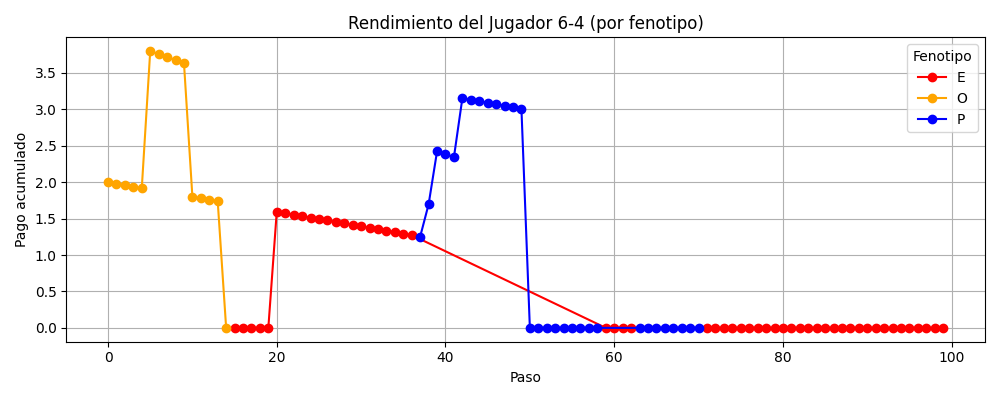 Rendimiento del Jugador 6-4 (por fenotipo)
Pago acumulado
3.5
3.0
2.5
2.0
1.5
1.0
0.5
0.0
Fenotipo
E
O
P
0
20
40
60
80
100
Paso